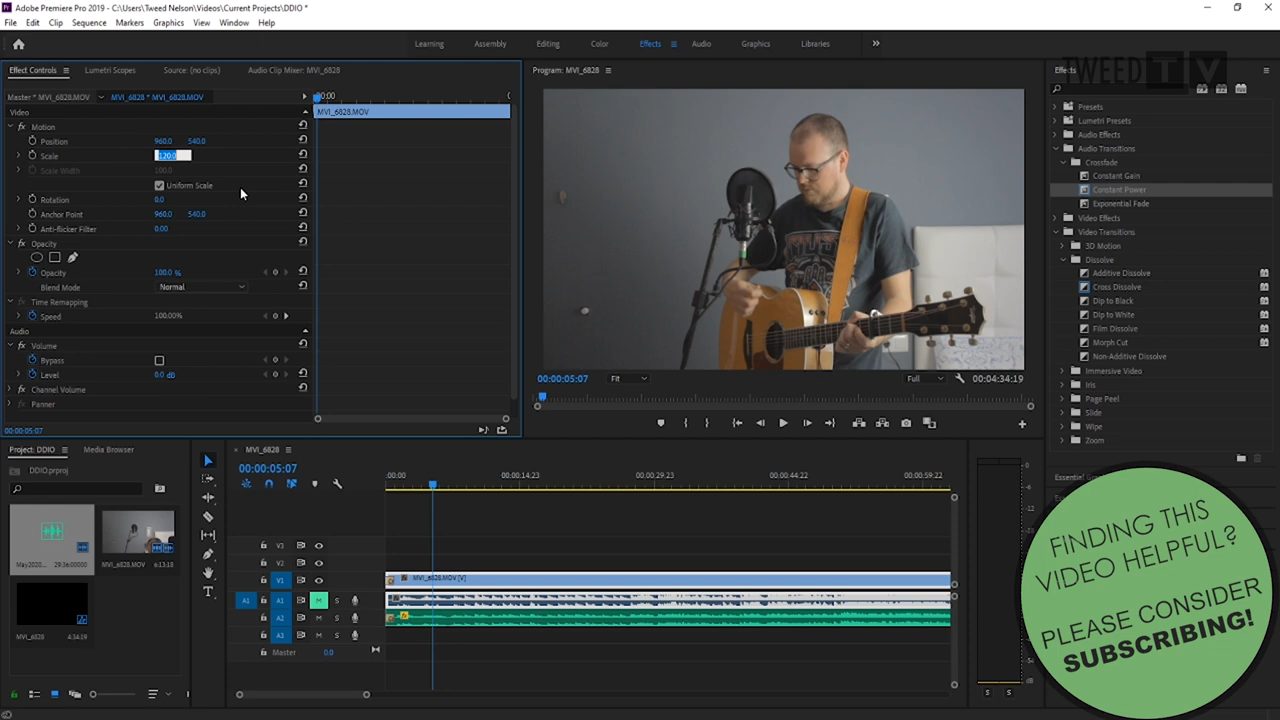 Adobe Premiere Pro 2019 - C:\Users\Tweed Nelson\Videos\Current Projects\DDIO *
File Edit Clip Sequence Markers Graphics View Window Help
Learning Assembly Editing Color Effects Audio Graphics Libraries
Effect Controls Lumetri Scopes Source: (no clips) Audio Clip Mixer: MVI_6828
Master * MVI_6828.MOV MVI_6828 * MVI_6828.MOV
:00:00
Video
MVI_6828.MOV
Motion
Position 960.0 540.0
Scale 120.0
Scale Width 100.0
Uniform Scale
Rotation 0.0
Anchor Point 960.0 540.0
Anti-flicker Filter 0.00
Opacity
Opacity 100.0 %
Blend Mode Normal
Time Remapping
Speed 100.00%
Audio
Volume
Bypass
Level 0.0 dB
Channel Volume
Panner
00:00:05:07
Program: MVI_6828
00:00:05:07 Fit Full 00:04:34:19
TWEED TV
Effects
Presets
Lumetri Presets
Audio Effects
Audio Transitions
Crossfade
Constant Gain
Constant Power
Exponential Fade
Video Effects
Video Transitions
3D Motion
Dissolve
Additive Dissolve
Cross Dissolve
Dip to Black
Dip to White
Film Dissolve
Morph Cut
Non-Additive Dissolve
Immersive Video
Iris
Page Peel
Slide
Wipe
Zoom
Essential
Project: DDIO Media Browser
DDIO.prproj
May2020... 29:36:00000
MVI_6828.MOV 6:13:18
MVI_6828 4:34:19
MVI_6828
00:00:05:07
:00:00 00:00:14:23 00:00:29:23 00:00:44:22 00:00:59:22
V3
V2
V1
MVI_6828.MOV [V]
A1 A1 M S
A2 M S
A3 M S
Master 0.0
S S
FINDING THIS
VIDEO HELPFUL?
PLEASE CONSIDER
SUBSCRIBING!